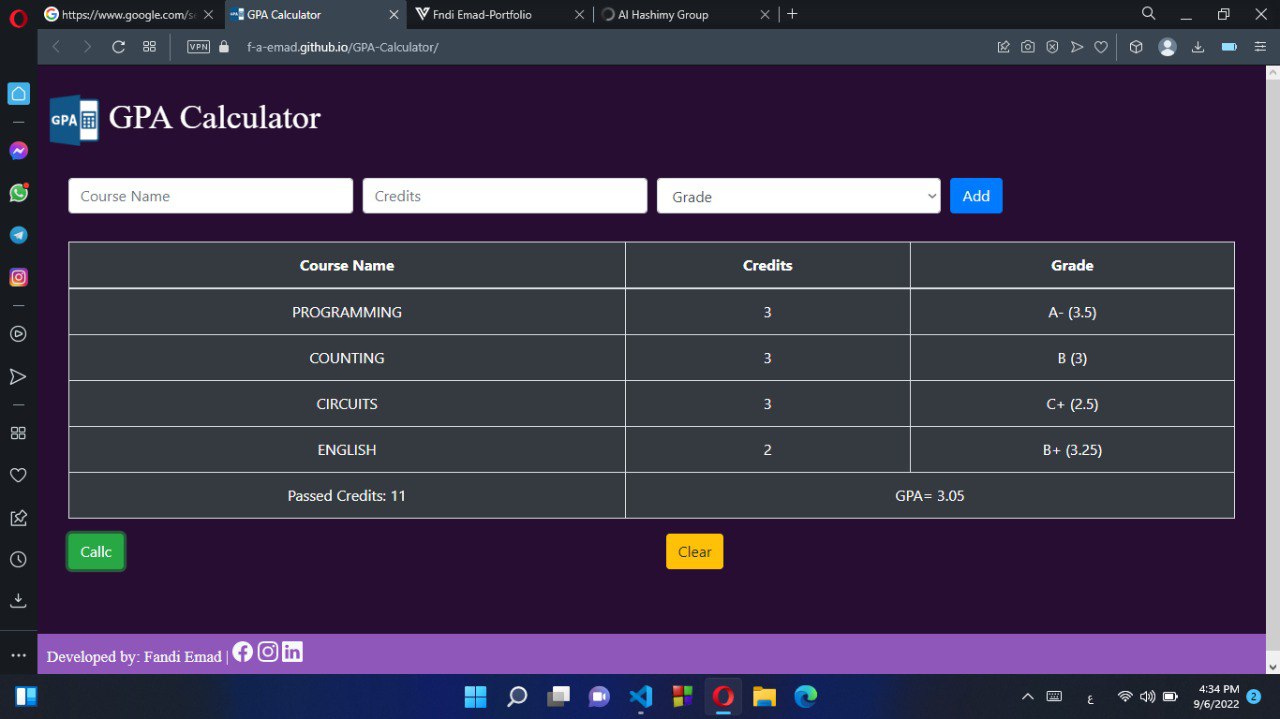 https://www.google.com/se
GPA Calculator
Fndi Emad-Portfolio
Al Hashimy Group
VPN
f-a-emad.github.io/GPA-Calculator/
GPA
GPA Calculator
Course Name
Credits
Grade
Add
Course Name Credits Grade
PROGRAMMING 3 A- (3.5)
COUNTING 3 B (3)
CIRCUITS 3 C+ (2.5)
ENGLISH 2 B+ (3.25)
Passed Credits: 11 GPA= 3.05
Callc
Clear
Developed by: Fandi Emad |
ع
4:34 PM
9/6/2022
2